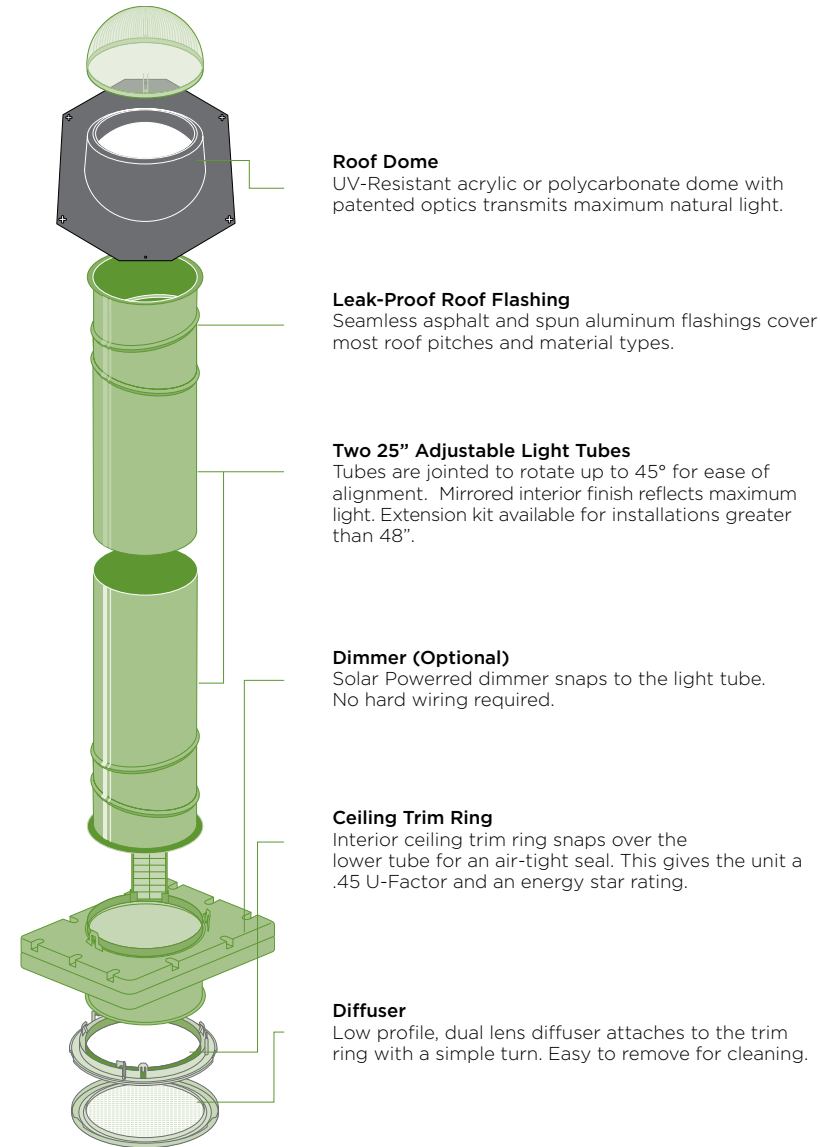 Roof Dome
UV-Resistant acrylic or polycarbonate dome with
patented optics transmits maximum natural light.
Leak-Proof Roof Flashing
Seamless asphalt and spun aluminum flashings cover
most roof pitches and material types.
Two 25” Adjustable Light Tubes
Tubes are jointed to rotate up to 45° for ease of
alignment.  Mirrored interior finish reflects maximum
light. Extension kit available for installations greater
than 48”.
Dimmer (Optional)
Solar Powerred dimmer snaps to the light tube.
No hard wiring required.
Ceiling Trim Ring
Interior ceiling trim ring snaps over the
lower tube for an air-tight seal. This gives the unit a
.45 U-Factor and an energy star rating.
Diffuser
Low profile, dual lens diffuser attaches to the trim
ring with a simple turn. Easy to remove for cleaning.